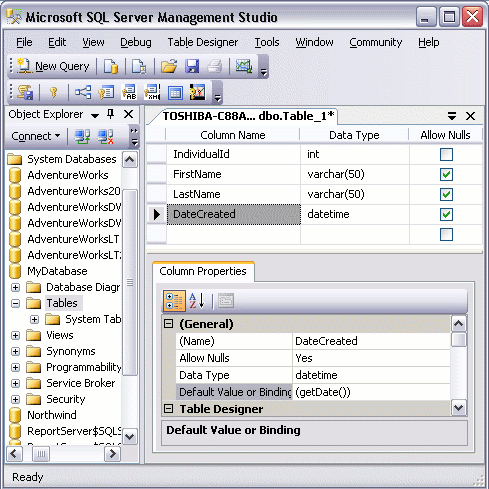 Microsoft SQL Server Management Studio
File Edit View Debug Table Designer Tools Window Community Help
New Query
Object Explorer
Connect
System Databases
AdventureWorks
AdventureWorks20
AdventureWorksDV
AdventureWorksDV
AdventureWorksLT
AdventureWorksLT2
MyDatabase
Database Diagr
Tables
System Tab
Views
Synonyms
Programmability
Service Broker
Security
Northwind
ReportServer$SQLS
TOSHIBA-C88A... dbo.Table_1*
Column Name Data Type Allow Nulls
IndividualId int
FirstName varchar(50)
LastName varchar(50)
DateCreated datetime
Column Properties
(General)
(Name) DateCreated
Allow Nulls Yes
Data Type datetime
Default Value or Binding (getDate())
Table Designer
Default Value or Binding
Ready